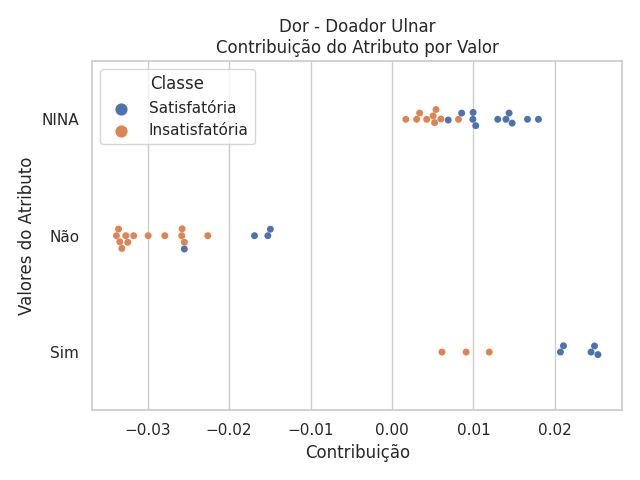 Dor - Doador Ulnar
Contribuição do Atributo por Valor
Classe
Satisfatória
Insatisfatória
Valores do Atributo
NINA
Não
Sim
−0.03 −0.02 −0.01 0.00 0.01 0.02
Contribuição